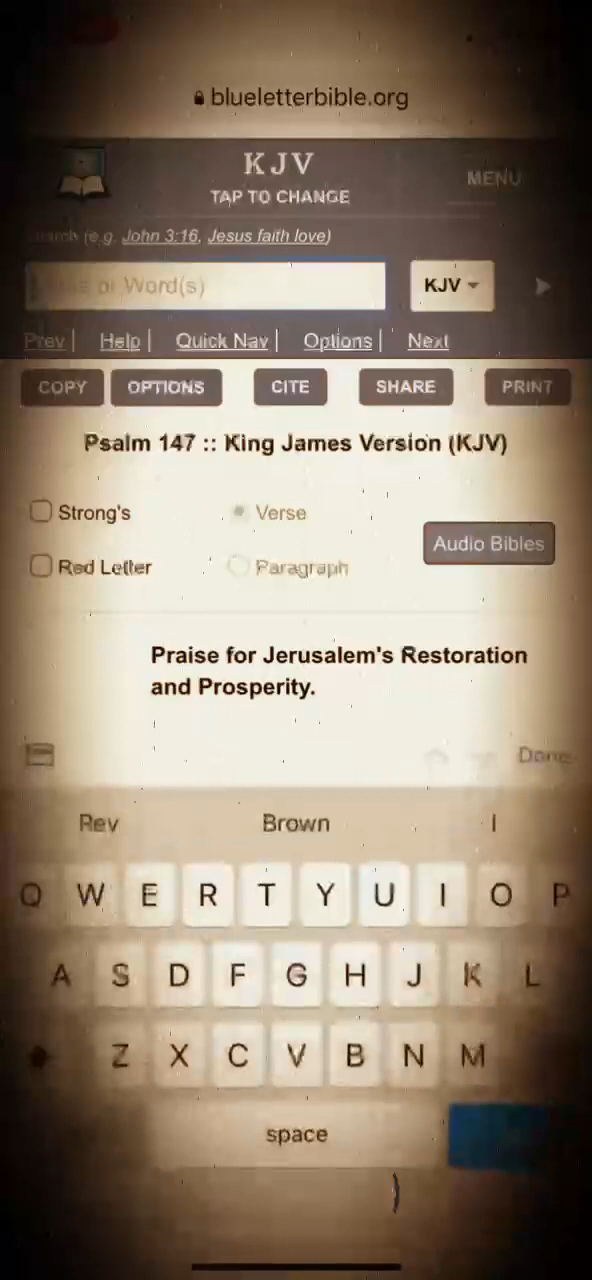 blueletterbible.org
KJV
TAP TO CHANGE
MENU
(e.g. John 3:16, Jesus faith love)
or Word(s)
KJV
Prev | Help | Quick Nav | Options | Next
COPY OPTIONS CITE SHARE PRINT
Psalm 147 :: King James Version (KJV)
Strong's Verse
Audio Bibles
Red Letter Paragraph
Praise for Jerusalem's Restoration
and Prosperity.
Done
Rev Brown I
Q W E R T Y U I O P
A S D F G H J K L
Z X C V B N M
space